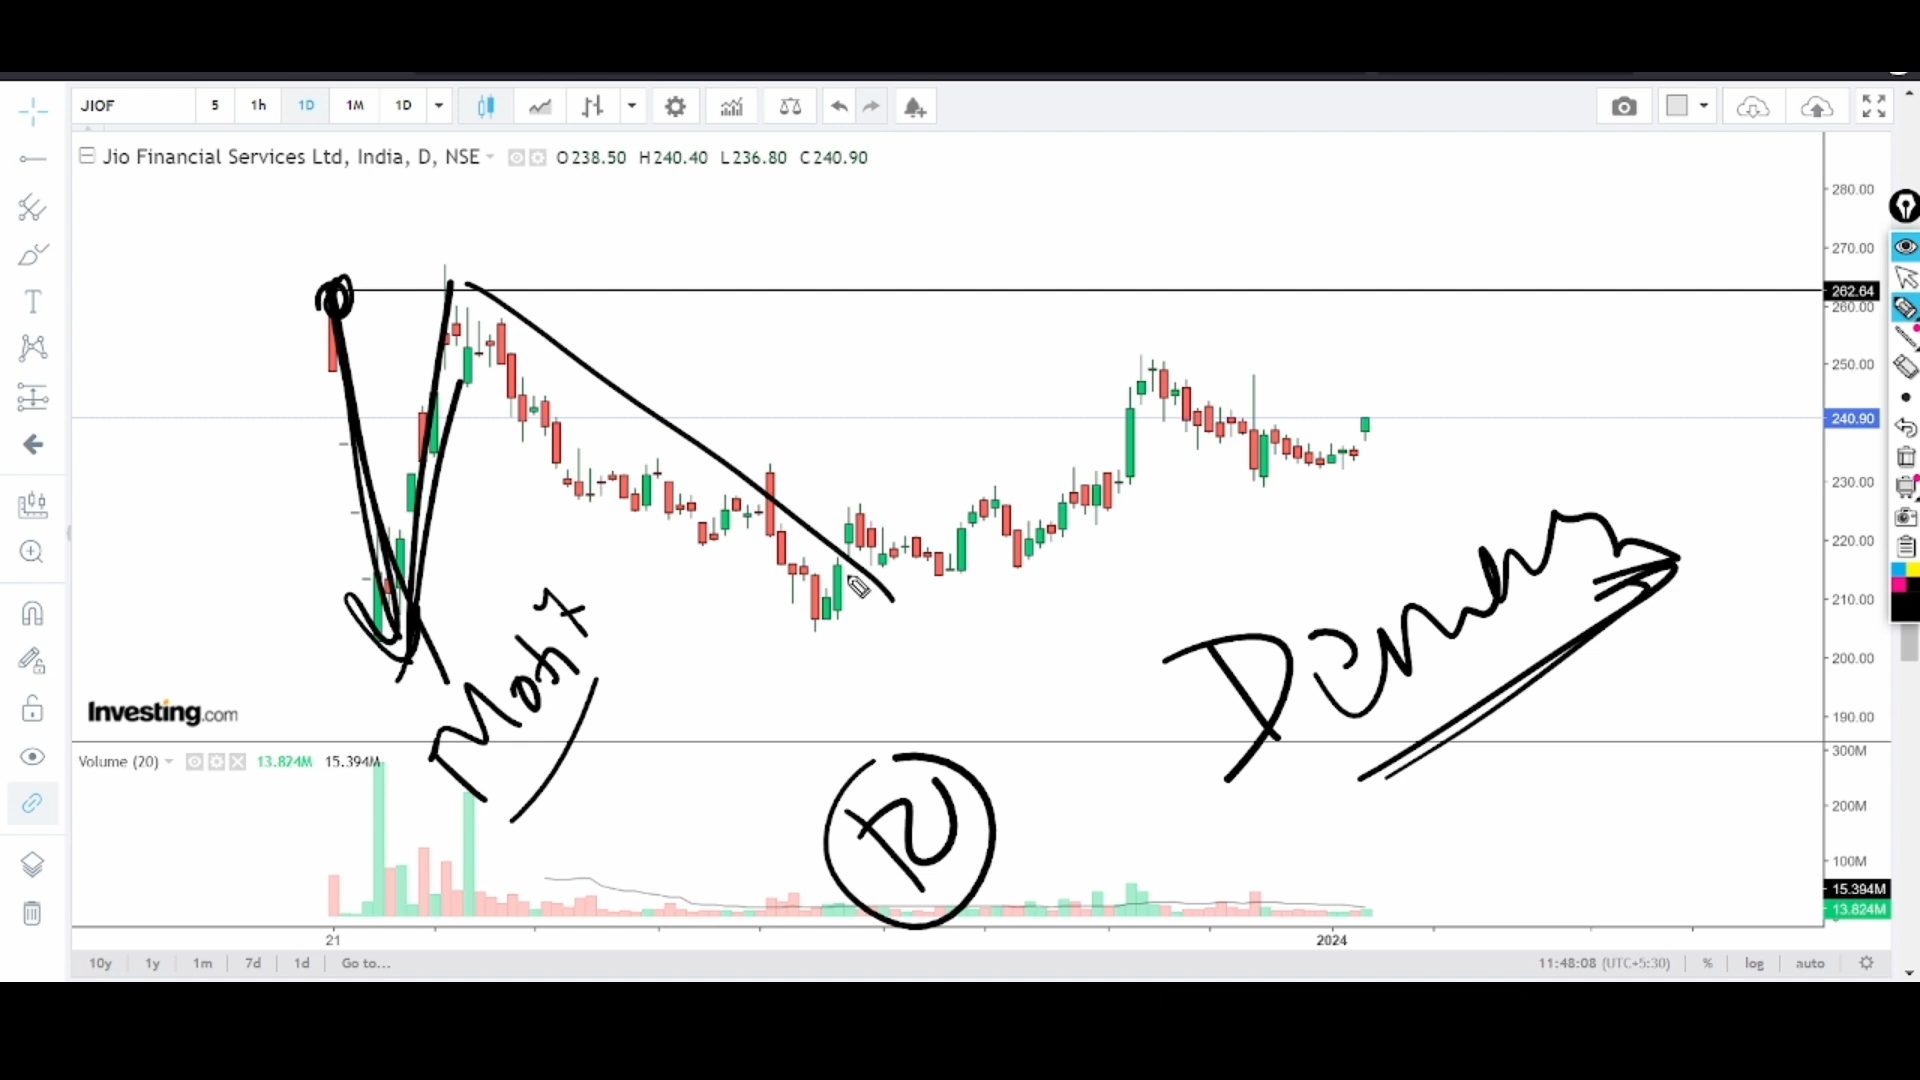 JIOF 5 1h 1D 1M 1D
Jio Financial Services Ltd, India, D, NSE O238.50 H240.40 L236.80 C240.90
280.00
270.00
262.64
260.00
250.00
240.90
230.00
220.00
210.00
200.00
190.00
Investing.com
Volume (20) 13.824M 15.394M
300M
200M
100M
15.394M
13.824M
21 2024
10y 1y 1m 7d 1d Go to... 11:48:08 (UTC+5:30) % log auto